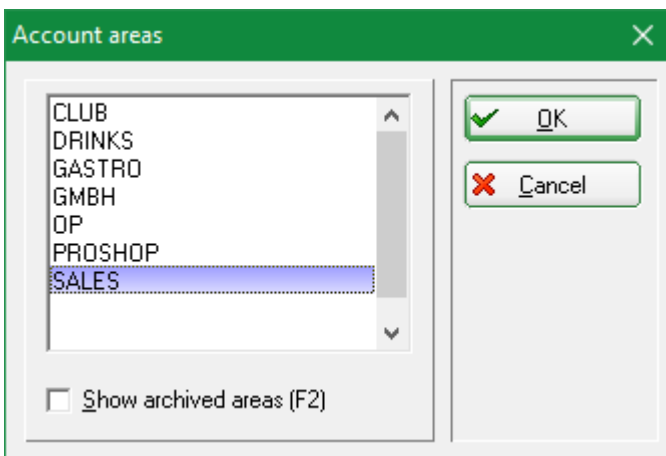 Account areas
CLUB
DRINKS
GASTRO
GMBH
OP
PROSHOP
SALES
Show archived areas (F2)
OK
Cancel